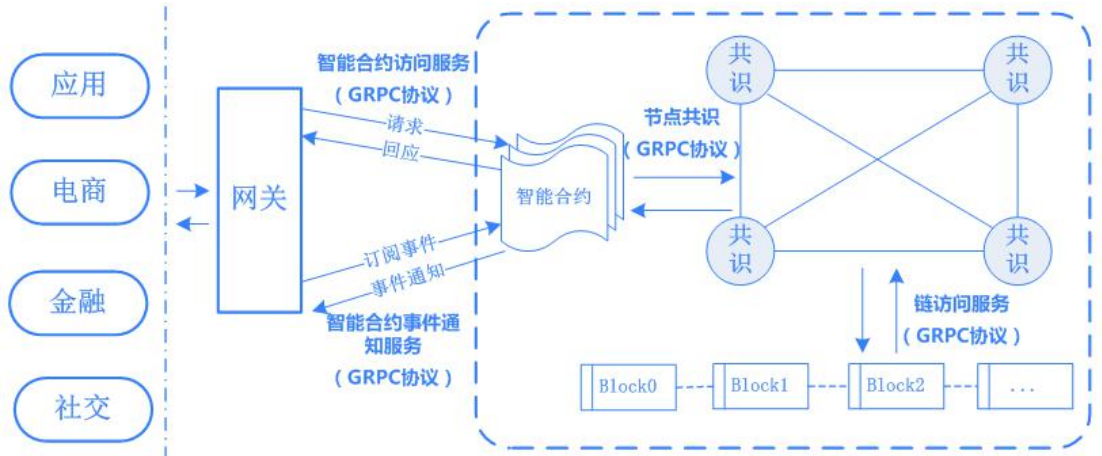 应用
电商
金融
社交
网关
智能合约访问服务
(GRPC协议)
请求
回应
订阅事件
事件通知
智能合约事件通
知服务
(GRPC协议)
智能合约
节点共识
(GRPC协议)
共
识
共
识
共
识
共
识
链访问服务
(GRPC协议)
Block0
Block1
Block2
...